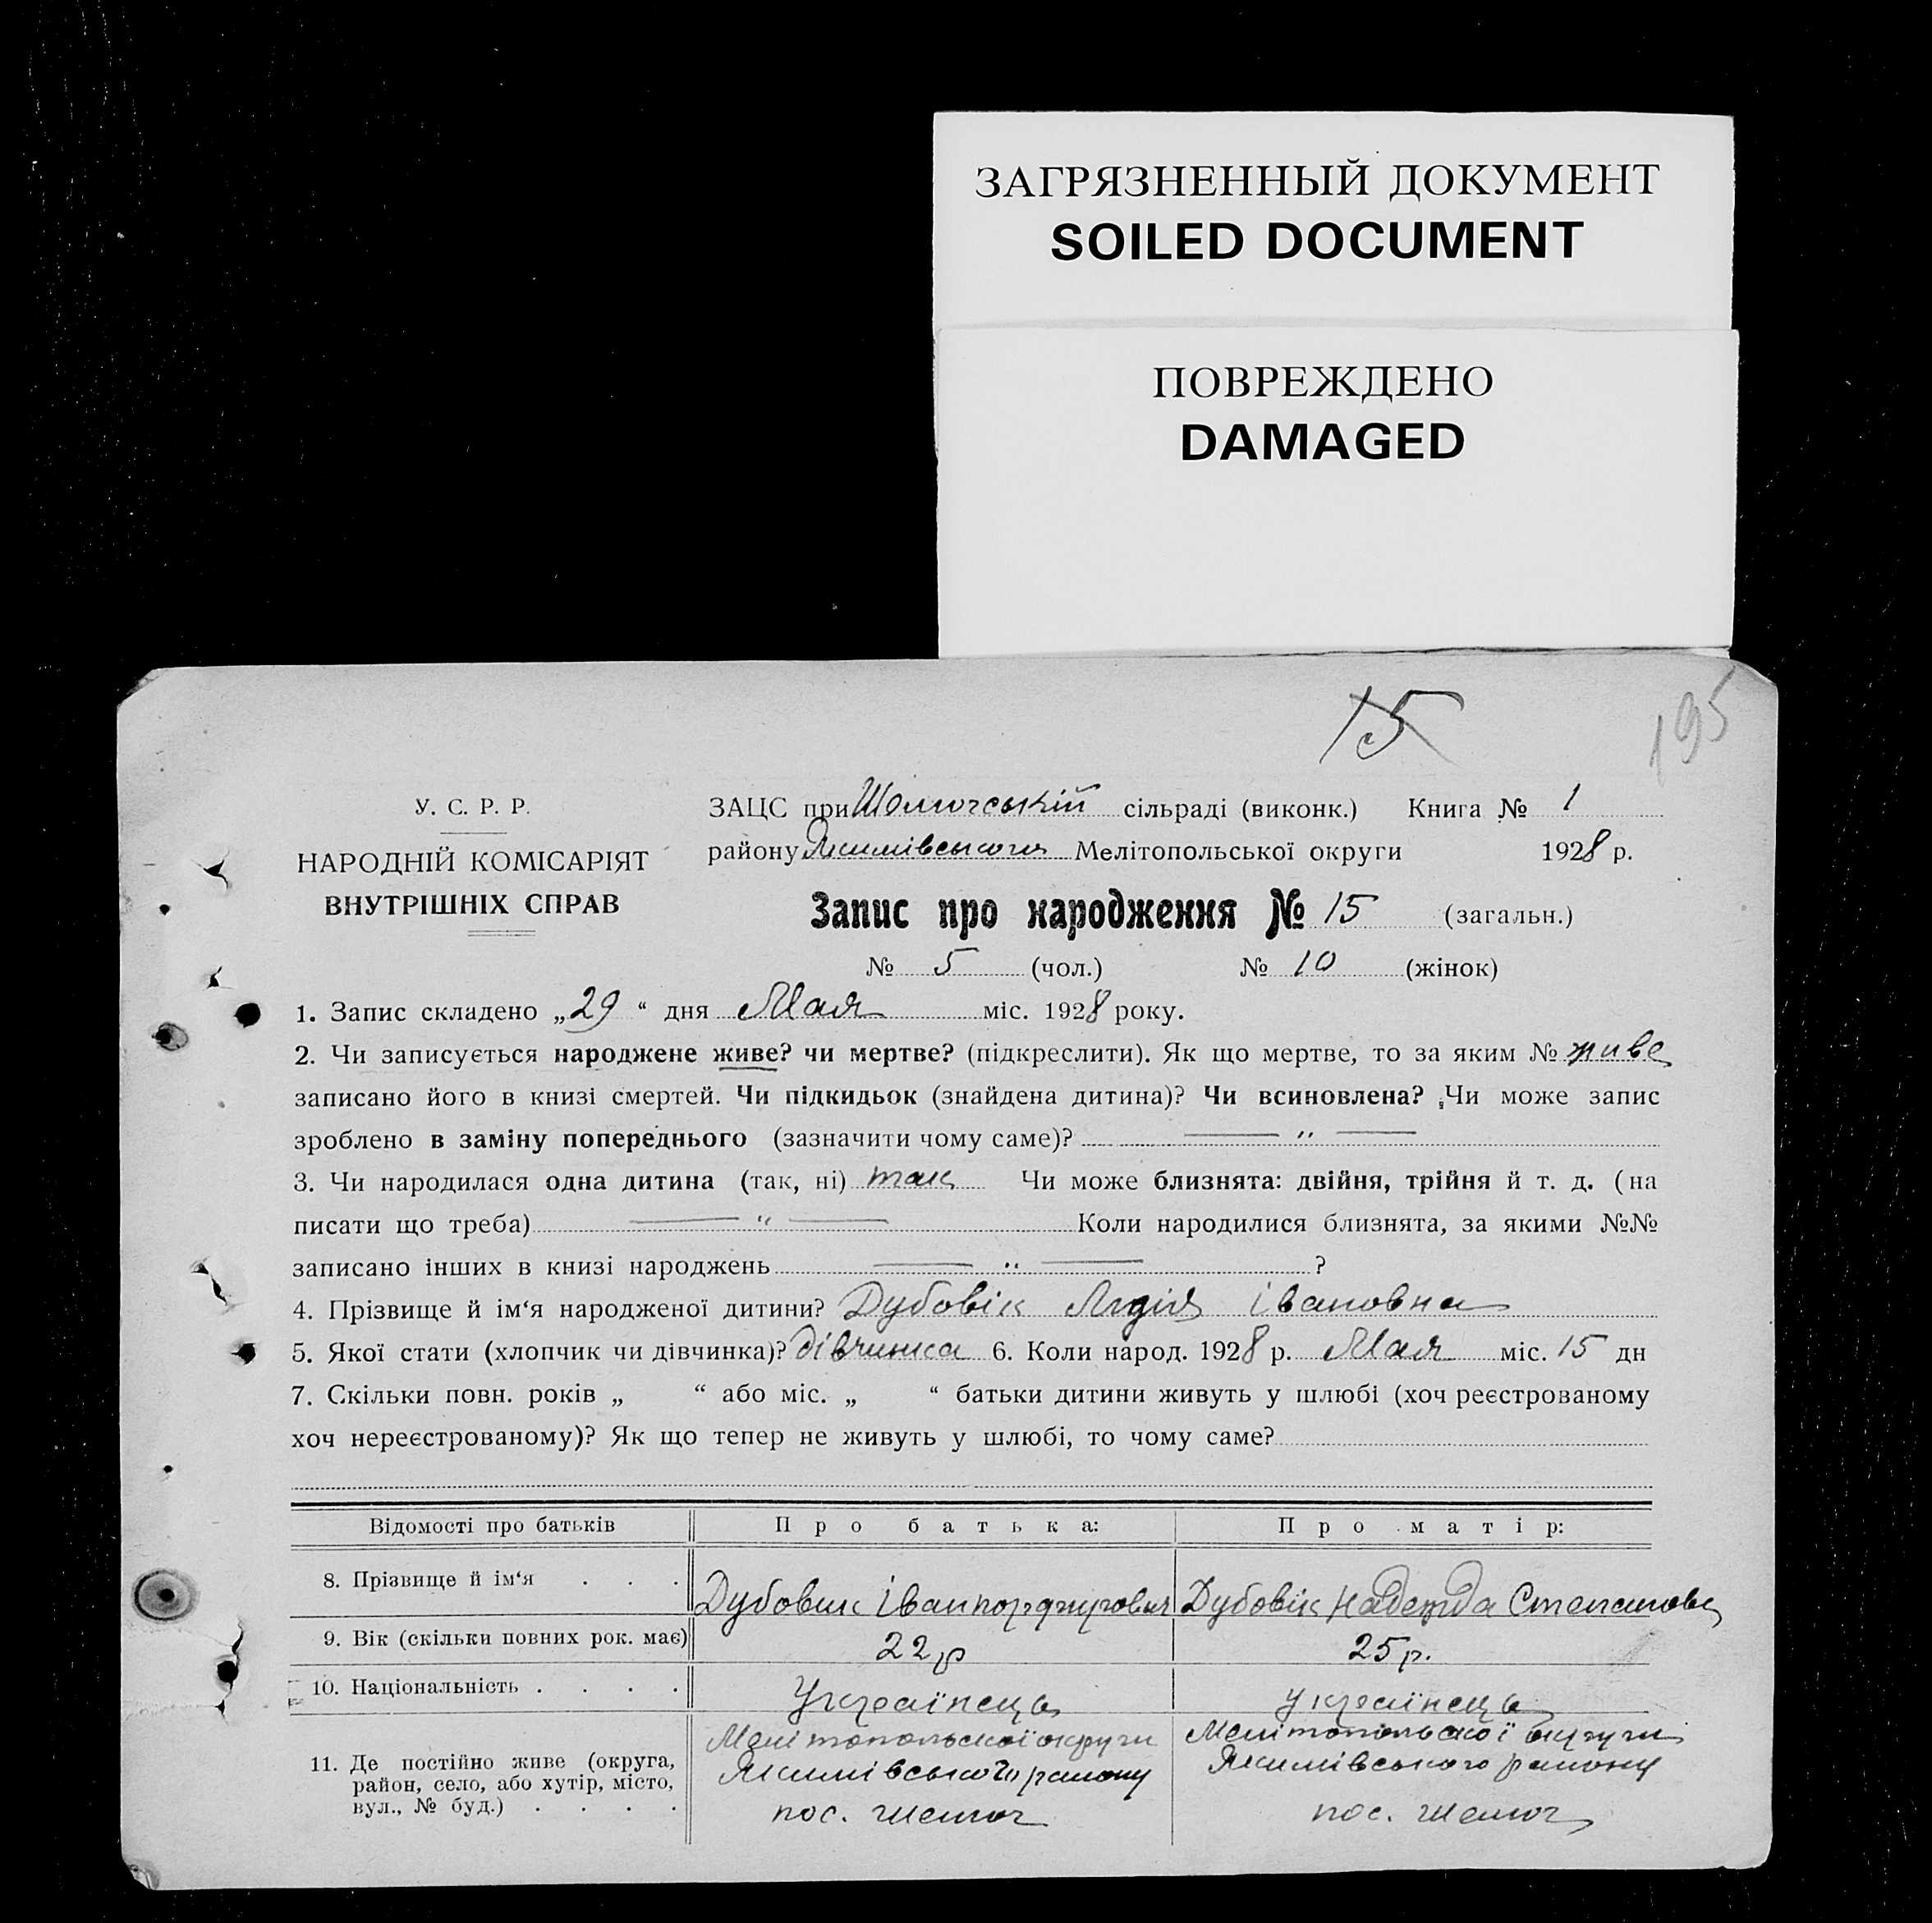 ЗАГРЯЗНЕННЫЙ ДОКУМЕНТ
SOILED DOCUMENT
ПОВРЕЖДЕНО
DAMAGED
15
195
У. С. Р. Р.
НАРОДНІЙ КОМІСАРІЯТ
ВНУТРІШНІХ СПРАВ
ЗАЦС при сільраді (виконк.) Книга № 1
району Якимівського Мелітопольської округи 1928 р.
Запис про народження № 15 (загальн.)
№ 5 (чол.) № 10 (жінок)
1. Запис складено „29“ дня Мая міс. 1928 року.
2. Чи записується народжене живе? чи мертве? (підкреслити). Як що мертве, то за яким № живе
записано його в книзі смертей. Чи підкидьок (знайдена дитина)? Чи всиновлена? Чи може запис
зроблено в заміну попереднього (зазначити чому саме)? — „ —
3. Чи народилася одна дитина (так, ні) так Чи може близнята: двійня, трійня й т. д. (на
писати що треба) — „ — Коли народилися близнята, за якими №№
записано інших в книзі народжень — „ — ?
4. Прізвище й ім‘я народженої дитини? Дубовік Лідія Івановна
5. Якої стати (хлопчик чи дівчинка)? дівчинка 6. Коли народ. 1928 р. Мая міс. 15 дн
7. Скільки повн. років „ “ або міс. „ “ батьки дитини живуть у шлюбі (хоч реєстрованому
хоч нереєстрованому)? Як що тепер не живуть у шлюбі, то чому саме?
Відомості про батьків Про батька: Про матір:
8. Прізвище й ім‘я . . . Дубовик Іван Дубовік Надежда Степановна
9. Вік (скільки повних рок. має) 22 р 25 р.
10. Національність . . . . Українець українець
11. Де постійно живе (округа, район, село, або хутір, місто, вул., № буд.) . . . .
Мелітопольскої округи Мелітопольскої округи
Якимівського району Якимівського району
пос. пос.